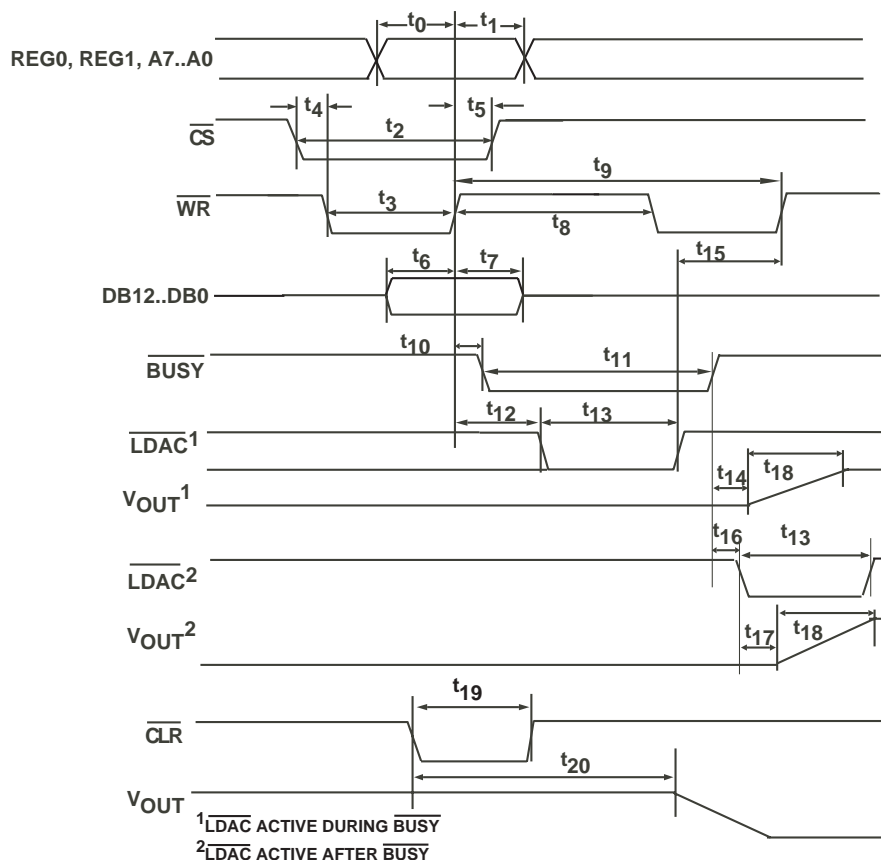 t0 t1
REG0, REG1, A7..A0
t4 t5
CS t2
t9
WR t3
t8
t15
t6 t7
DB12..DB0
t10 t11
BUSY
t12 t13
LDAC1
t14 t18
VOUT1
t16 t13
LDAC2
t17 t18
VOUT2
t19
CLR
t20
VOUT
1LDAC ACTIVE DURING BUSY
2LDAC ACTIVE AFTER BUSY